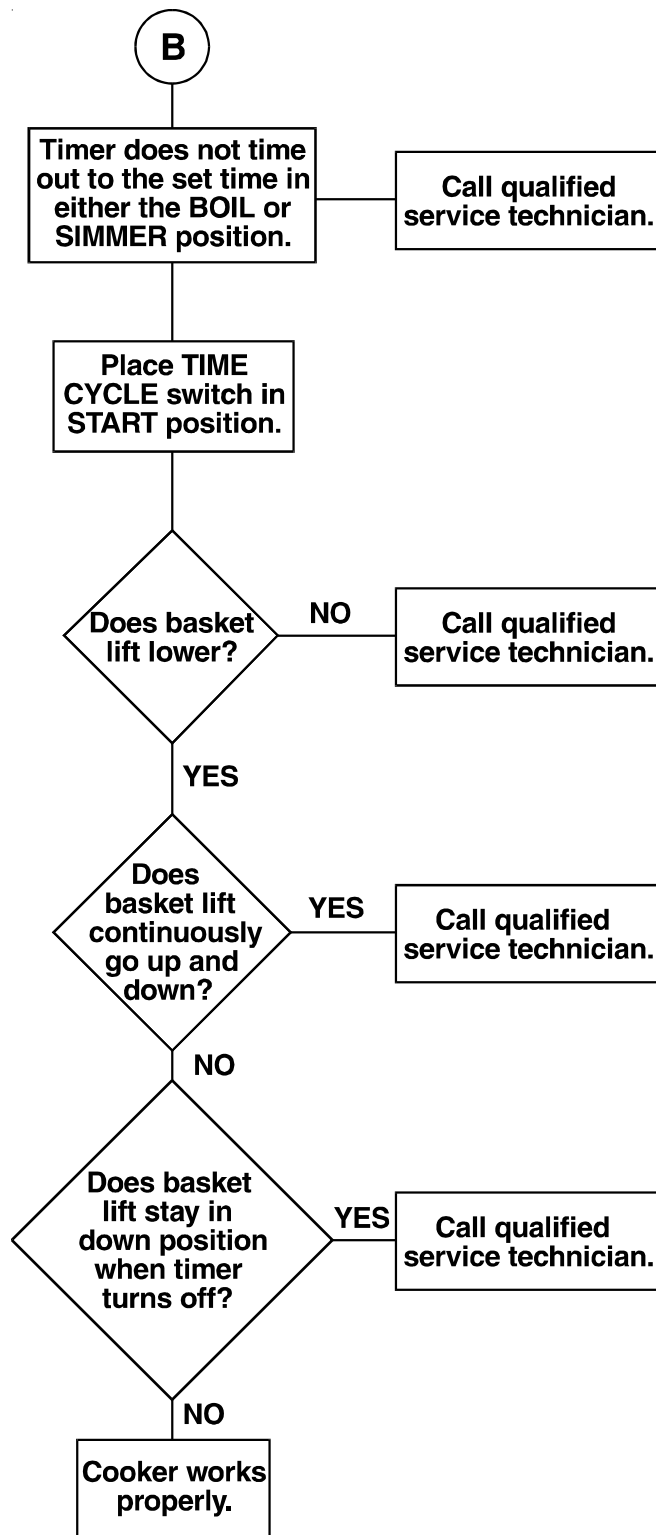 B
Timer does not time
out to the set time in
either the BOIL or
SIMMER position.
Call qualified
service technician.
Place TIME
CYCLE switch in
START position.
Does basket
lift lower?
NO
Call qualified
service technician.
YES
Does
basket lift
continuously
go up and
down?
YES
Call qualified
service technician.
NO
Does basket
lift stay in
down position
when timer
turns off?
YES
Call qualified
service technician.
NO
Cooker works
properly.